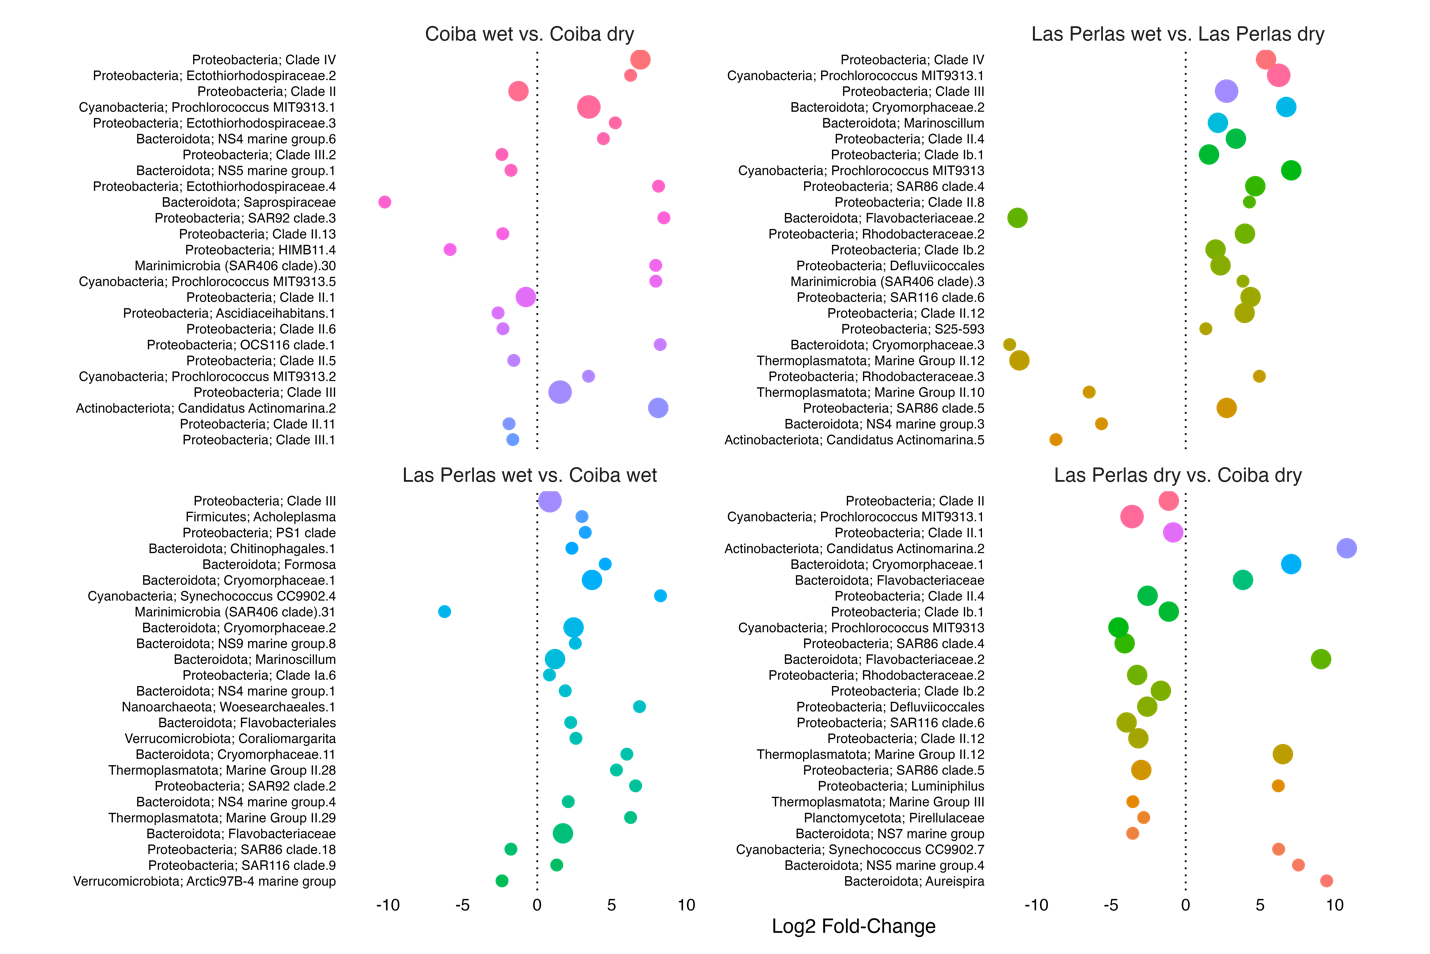 Coiba wet vs. Coiba dry
Proteobacteria; Clade IV
Proteobacteria; Ectothiorhodospiraceae.2
Proteobacteria; Clade II
Cyanobacteria; Prochlorococcus MIT9313.1
Proteobacteria; Ectothiorhodospiraceae.3
Bacteroidota; NS4 marine group.6
Proteobacteria; Clade III.2
Bacteroidota; NS5 marine group.1
Proteobacteria; Ectothiorhodospiraceae.4
Bacteroidota; Saprospiraceae
Proteobacteria; SAR92 clade.3
Proteobacteria; Clade II.13
Proteobacteria; HIMB11.4
Marinimicrobia (SAR406 clade).30
Cyanobacteria; Prochlorococcus MIT9313.5
Proteobacteria; Clade II.1
Proteobacteria; Ascidiaceihabitans.1
Proteobacteria; Clade II.6
Proteobacteria; OCS116 clade.1
Proteobacteria; Clade II.5
Cyanobacteria; Prochlorococcus MIT9313.2
Proteobacteria; Clade III
Actinobacteriota; Candidatus Actinomarina.2
Proteobacteria; Clade II.11
Proteobacteria; Clade III.1
Las Perlas wet vs. Las Perlas dry
Proteobacteria; Clade IV
Cyanobacteria; Prochlorococcus MIT9313.1
Proteobacteria; Clade III
Bacteroidota; Cryomorphaceae.2
Bacteroidota; Marinoscillum
Proteobacteria; Clade II.4
Proteobacteria; Clade Ib.1
Cyanobacteria; Prochlorococcus MIT9313
Proteobacteria; SAR86 clade.4
Proteobacteria; Clade II.8
Bacteroidota; Flavobacteriaceae.2
Proteobacteria; Rhodobacteraceae.2
Proteobacteria; Clade Ib.2
Proteobacteria; Defluviicoccales
Marinimicrobia (SAR406 clade).3
Proteobacteria; SAR116 clade.6
Proteobacteria; Clade II.12
Proteobacteria; S25-593
Bacteroidota; Cryomorphaceae.3
Thermoplasmatota; Marine Group II.12
Proteobacteria; Rhodobacteraceae.3
Thermoplasmatota; Marine Group II.10
Proteobacteria; SAR86 clade.5
Bacteroidota; NS4 marine group.3
Actinobacteriota; Candidatus Actinomarina.5
Las Perlas wet vs. Coiba wet
Proteobacteria; Clade III
Firmicutes; Acholeplasma
Proteobacteria; PS1 clade
Bacteroidota; Chitinophagales.1
Bacteroidota; Formosa
Bacteroidota; Cryomorphaceae.1
Cyanobacteria; Synechococcus CC9902.4
Marinimicrobia (SAR406 clade).31
Bacteroidota; Cryomorphaceae.2
Bacteroidota; NS9 marine group.8
Bacteroidota; Marinoscillum
Proteobacteria; Clade Ia.6
Bacteroidota; NS4 marine group.1
Nanoarchaeota; Woesearchaeales.1
Bacteroidota; Flavobacteriales
Verrucomicrobiota; Coraliomargarita
Bacteroidota; Cryomorphaceae.11
Thermoplasmatota; Marine Group II.28
Proteobacteria; SAR92 clade.2
Bacteroidota; NS4 marine group.4
Thermoplasmatota; Marine Group II.29
Bacteroidota; Flavobacteriaceae
Proteobacteria; SAR86 clade.18
Proteobacteria; SAR116 clade.9
Verrucomicrobiota; Arctic97B-4 marine group
-10 -5 0 5 10
Las Perlas dry vs. Coiba dry
Proteobacteria; Clade II
Cyanobacteria; Prochlorococcus MIT9313.1
Proteobacteria; Clade II.1
Actinobacteriota; Candidatus Actinomarina.2
Bacteroidota; Cryomorphaceae.1
Bacteroidota; Flavobacteriaceae
Proteobacteria; Clade II.4
Proteobacteria; Clade Ib.1
Cyanobacteria; Prochlorococcus MIT9313
Proteobacteria; SAR86 clade.4
Bacteroidota; Flavobacteriaceae.2
Proteobacteria; Rhodobacteraceae.2
Proteobacteria; Clade Ib.2
Proteobacteria; Defluviicoccales
Proteobacteria; SAR116 clade.6
Proteobacteria; Clade II.12
Thermoplasmatota; Marine Group II.12
Proteobacteria; SAR86 clade.5
Proteobacteria; Luminiphilus
Thermoplasmatota; Marine Group III
Planctomycetota; Pirellulaceae
Bacteroidota; NS7 marine group
Cyanobacteria; Synechococcus CC9902.7
Bacteroidota; NS5 marine group.4
Bacteroidota; Aureispira
-10 -5 0 5 10
Log2 Fold-Change